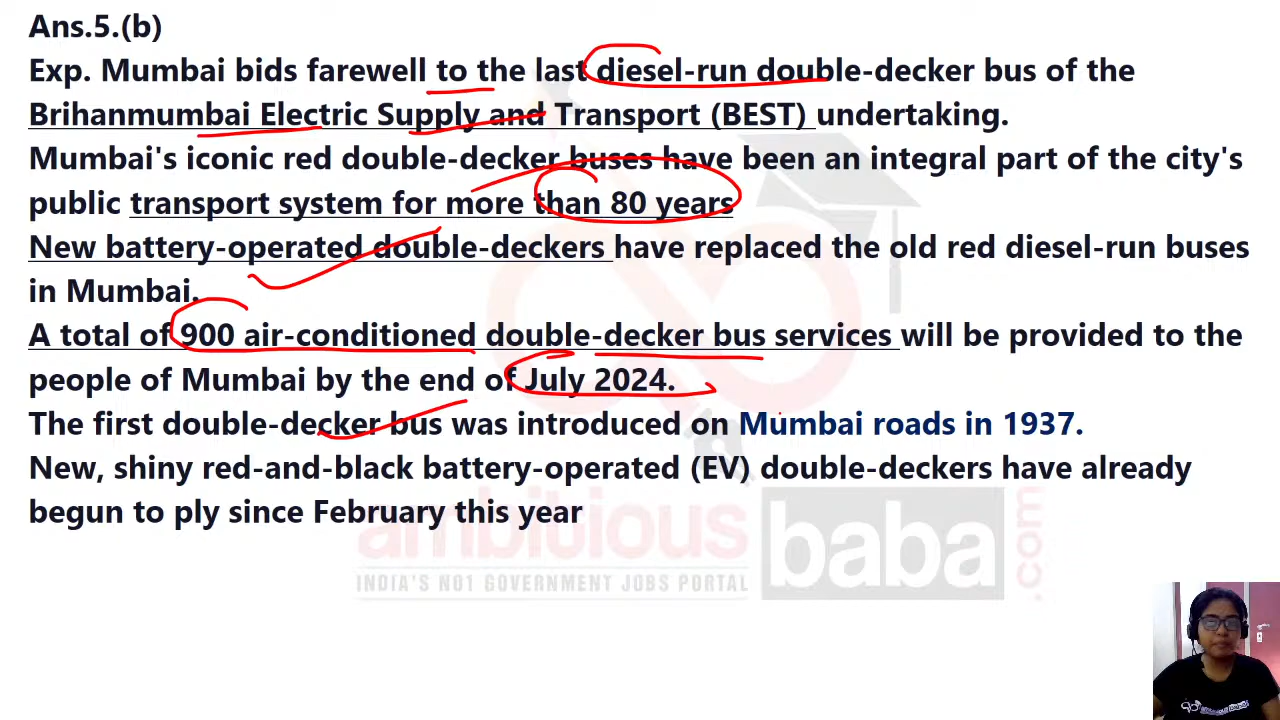 Ans.5.(b)
Exp. Mumbai bids farewell to the last diesel-run double-decker bus of the
Brihanmumbai Electric Supply and Transport (BEST) undertaking.
Mumbai's iconic red double-decker buses have been an integral part of the city's
public transport system for more than 80 years
New battery-operated double-deckers have replaced the old red diesel-run buses
in Mumbai.
A total of 900 air-conditioned double-decker bus services will be provided to the
people of Mumbai by the end of July 2024.
The first double-decker bus was introduced on Mumbai roads in 1937.
New, shiny red-and-black battery-operated (EV) double-deckers have already
begun to ply since February this year
ambitious baba .com
INDIA'S NO1 GOVERNMENT JOBS PORTAL